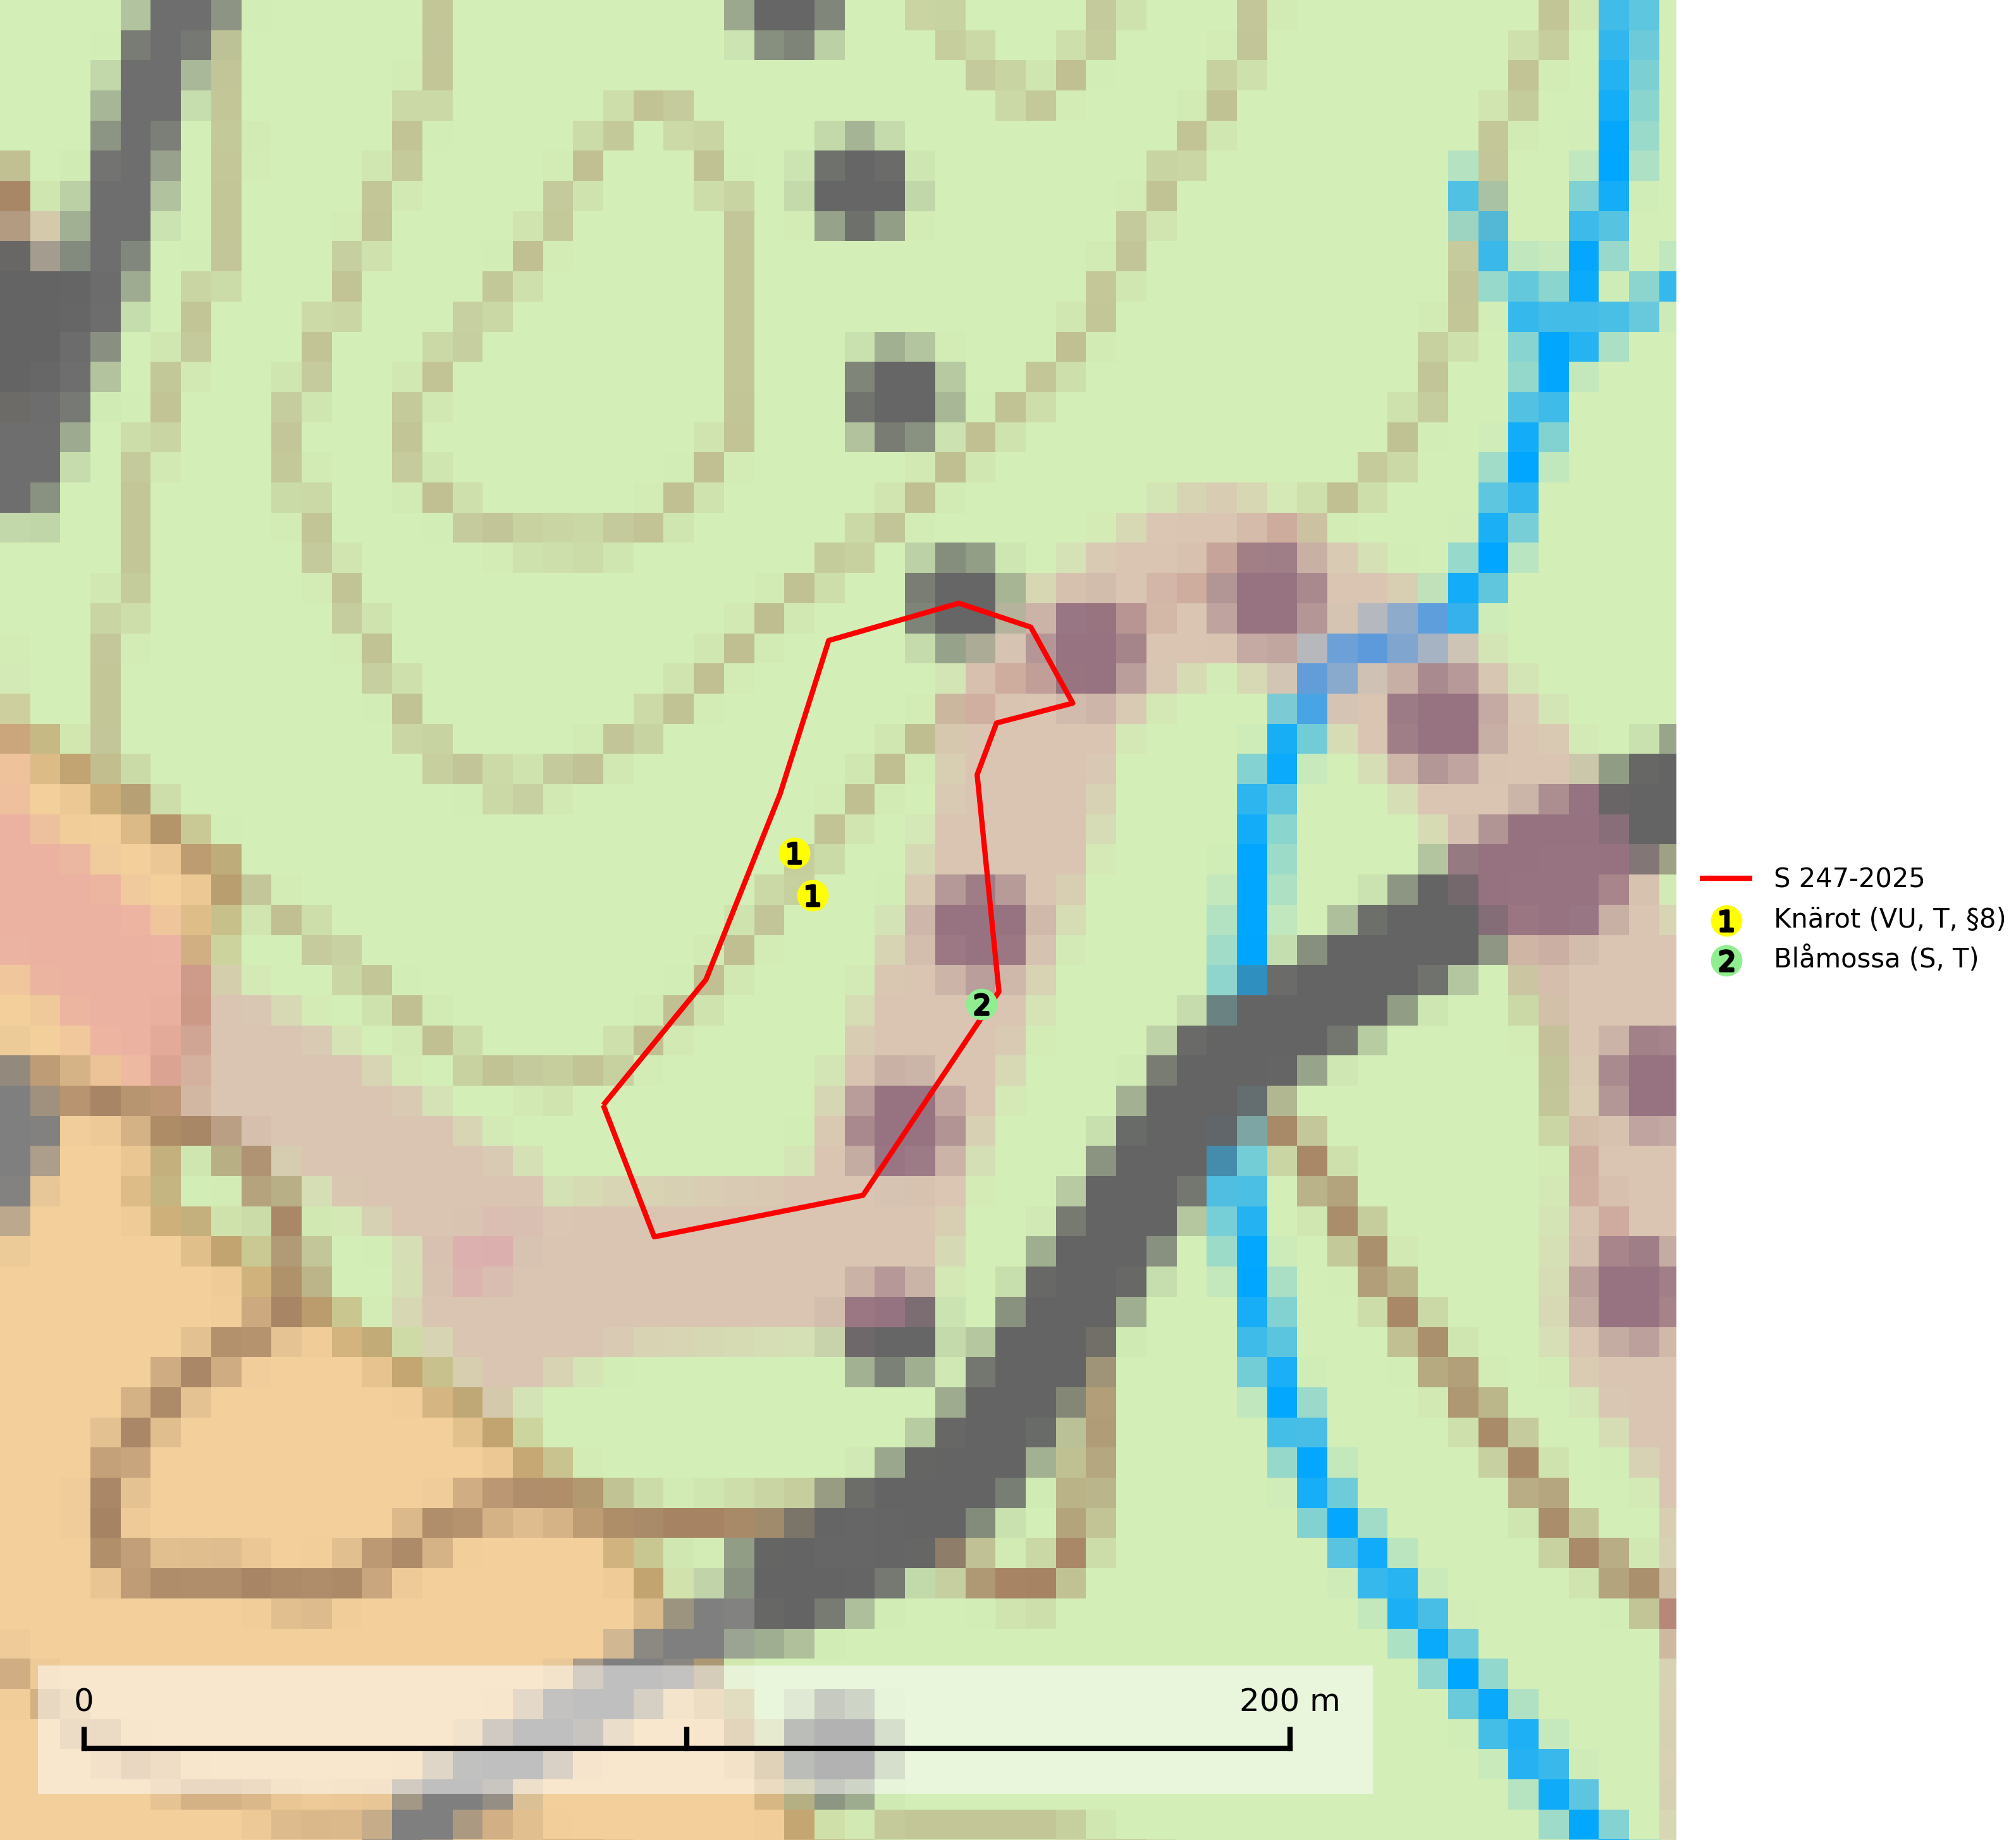 1
1
2
S 247-2025
1 Knärot (VU, T, §8)
2 Blåmossa (S, T)
0 200 m